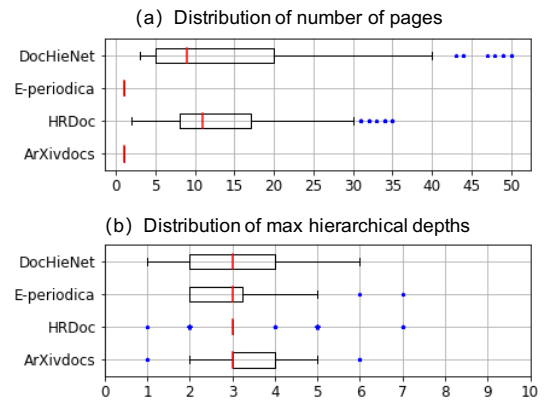 (a) Distribution of number of pages
DocHieNet
E-periodica
HRDoc
ArXivdocs
0 5 10 15 20 25 30 35 40 45 50
(b) Distribution of max hierarchical depths
DocHieNet
E-periodica
HRDoc
ArXivdocs
0 1 2 3 4 5 6 7 8 9 10